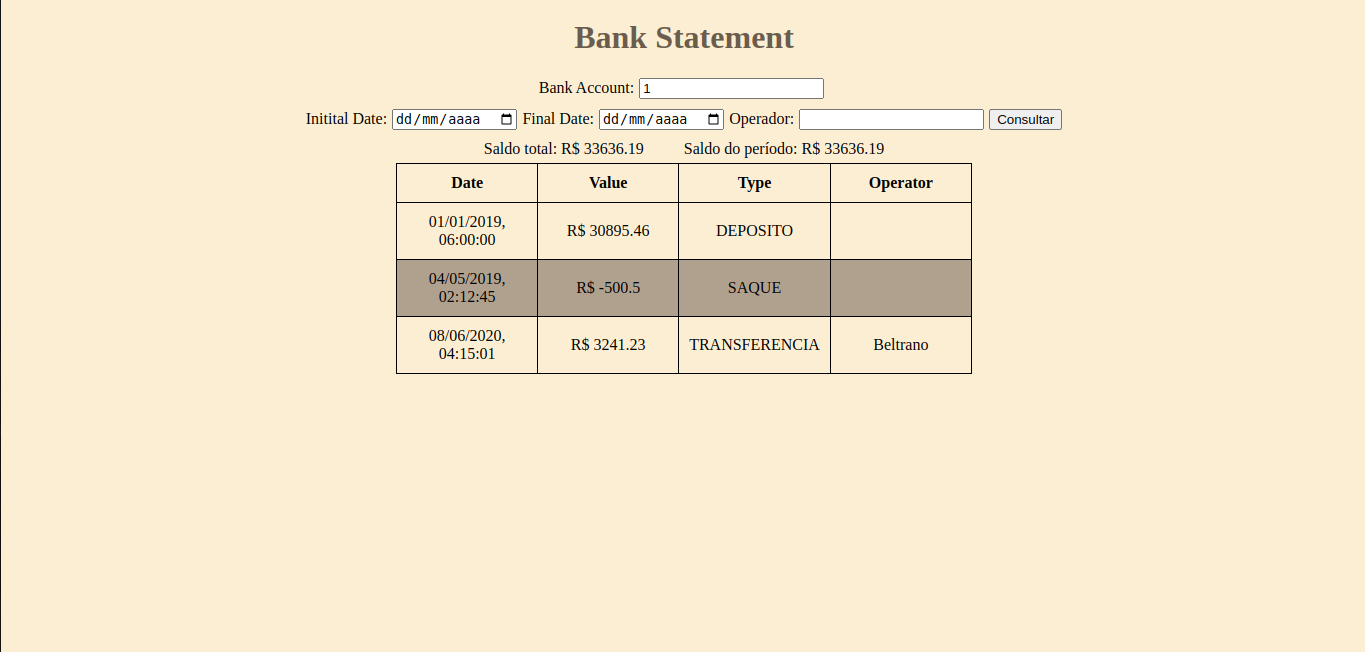 Bank Statement
Bank Account: 1
Initital Date: dd/mm/aaaa Final Date: dd/mm/aaaa Operador: Consultar
Saldo total: R$ 33636.19 Saldo do período: R$ 33636.19
Date Value Type Operator
01/01/2019,
06:00:00 R$ 30895.46 DEPOSITO
04/05/2019,
02:12:45 R$ -500.5 SAQUE
08/06/2020,
04:15:01 R$ 3241.23 TRANSFERENCIA Beltrano